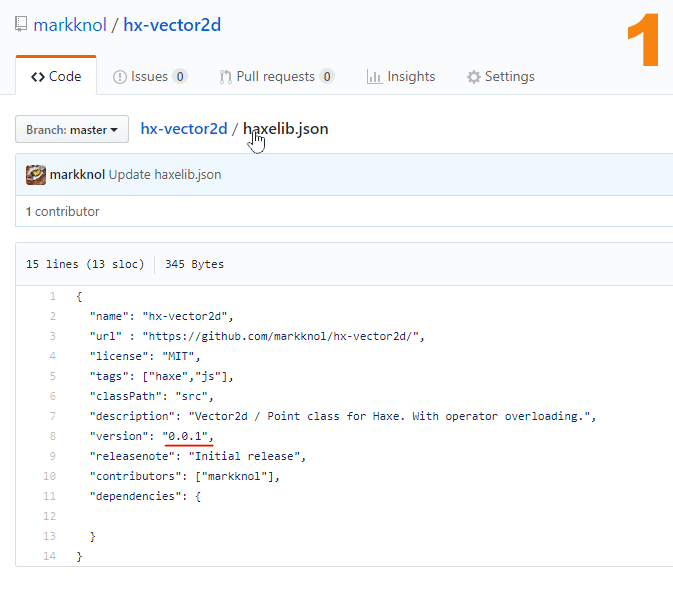 markknol / hx-vector2d
1
Code Issues 0 Pull requests 0 Insights Settings
Branch: master hx-vector2d / haxelib.json
markknol Update haxelib.json
1 contributor
15 lines (13 sloc) 345 Bytes
1 {
2 "name": "hx-vector2d",
3 "url" : "https://github.com/markknol/hx-vector2d/",
4 "license": "MIT",
5 "tags": ["haxe","js"],
6 "classPath": "src",
7 "description": "Vector2d / Point class for Haxe. With operator overloading.",
8 "version": "0.0.1",
9 "releasenote": "Initial release",
10 "contributors": ["markknol"],
11 "dependencies": {
12
13 }
14 }